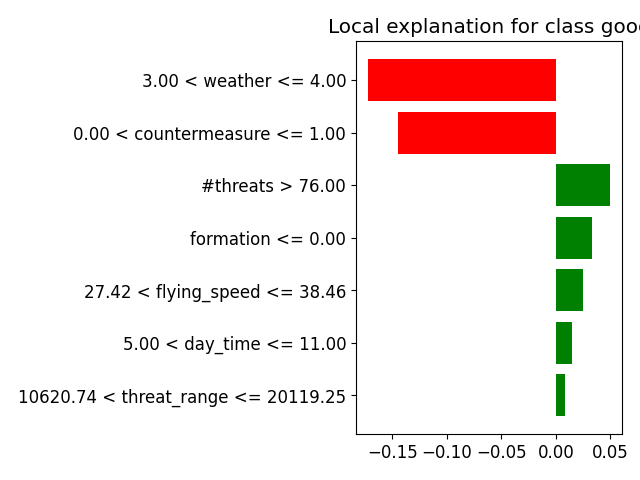 Local explanation for class good
3.00 < weather <= 4.00
0.00 < countermeasure <= 1.00
#threats > 76.00
formation <= 0.00
27.42 < flying_speed <= 38.46
5.00 < day_time <= 11.00
10620.74 < threat_range <= 20119.25
−0.15 −0.10 −0.05 0.00 0.05